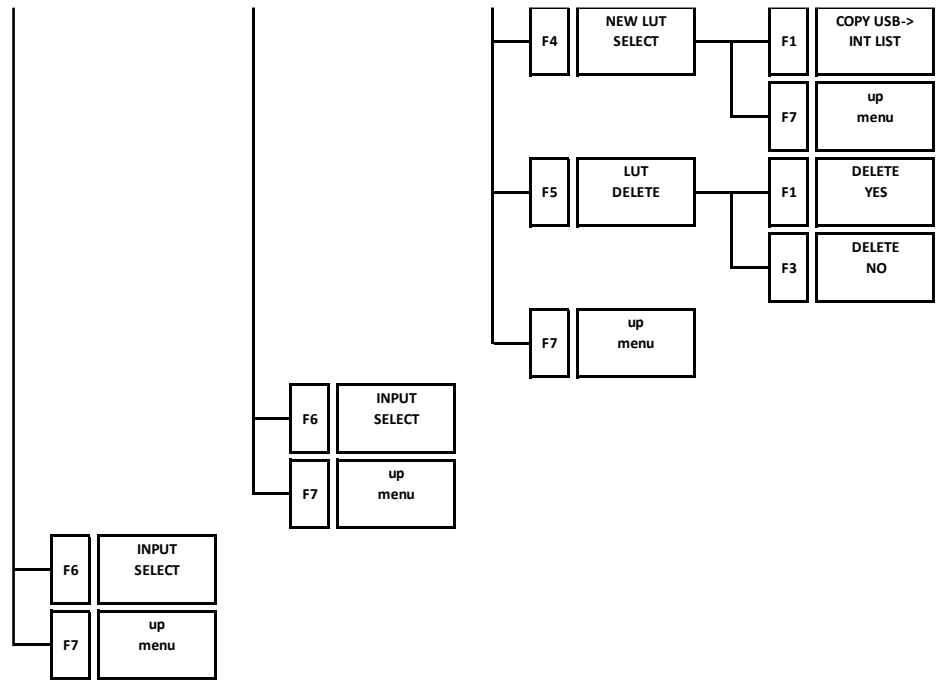 F4
NEW LUT
SELECT
F1
COPY USB->
INT LIST
F7
up
menu
F5
LUT
DELETE
F1
DELETE
YES
F3
DELETE
NO
F7
up
menu
F6
INPUT
SELECT
F7
up
menu
F6
INPUT
SELECT
F7
up
menu